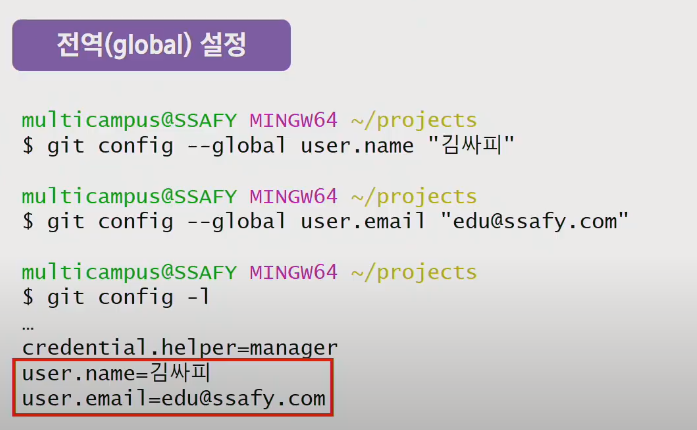 전역(global) 설정
multicampus@SSAFY MINGW64 ~/projects
$ git config --global user.name "김싸피"
multicampus@SSAFY MINGW64 ~/projects
$ git config --global user.email "edu@ssafy.com"
multicampus@SSAFY MINGW64 ~/projects
$ git config -l
…
credential.helper=manager
user.name=김싸피
user.email=edu@ssafy.com